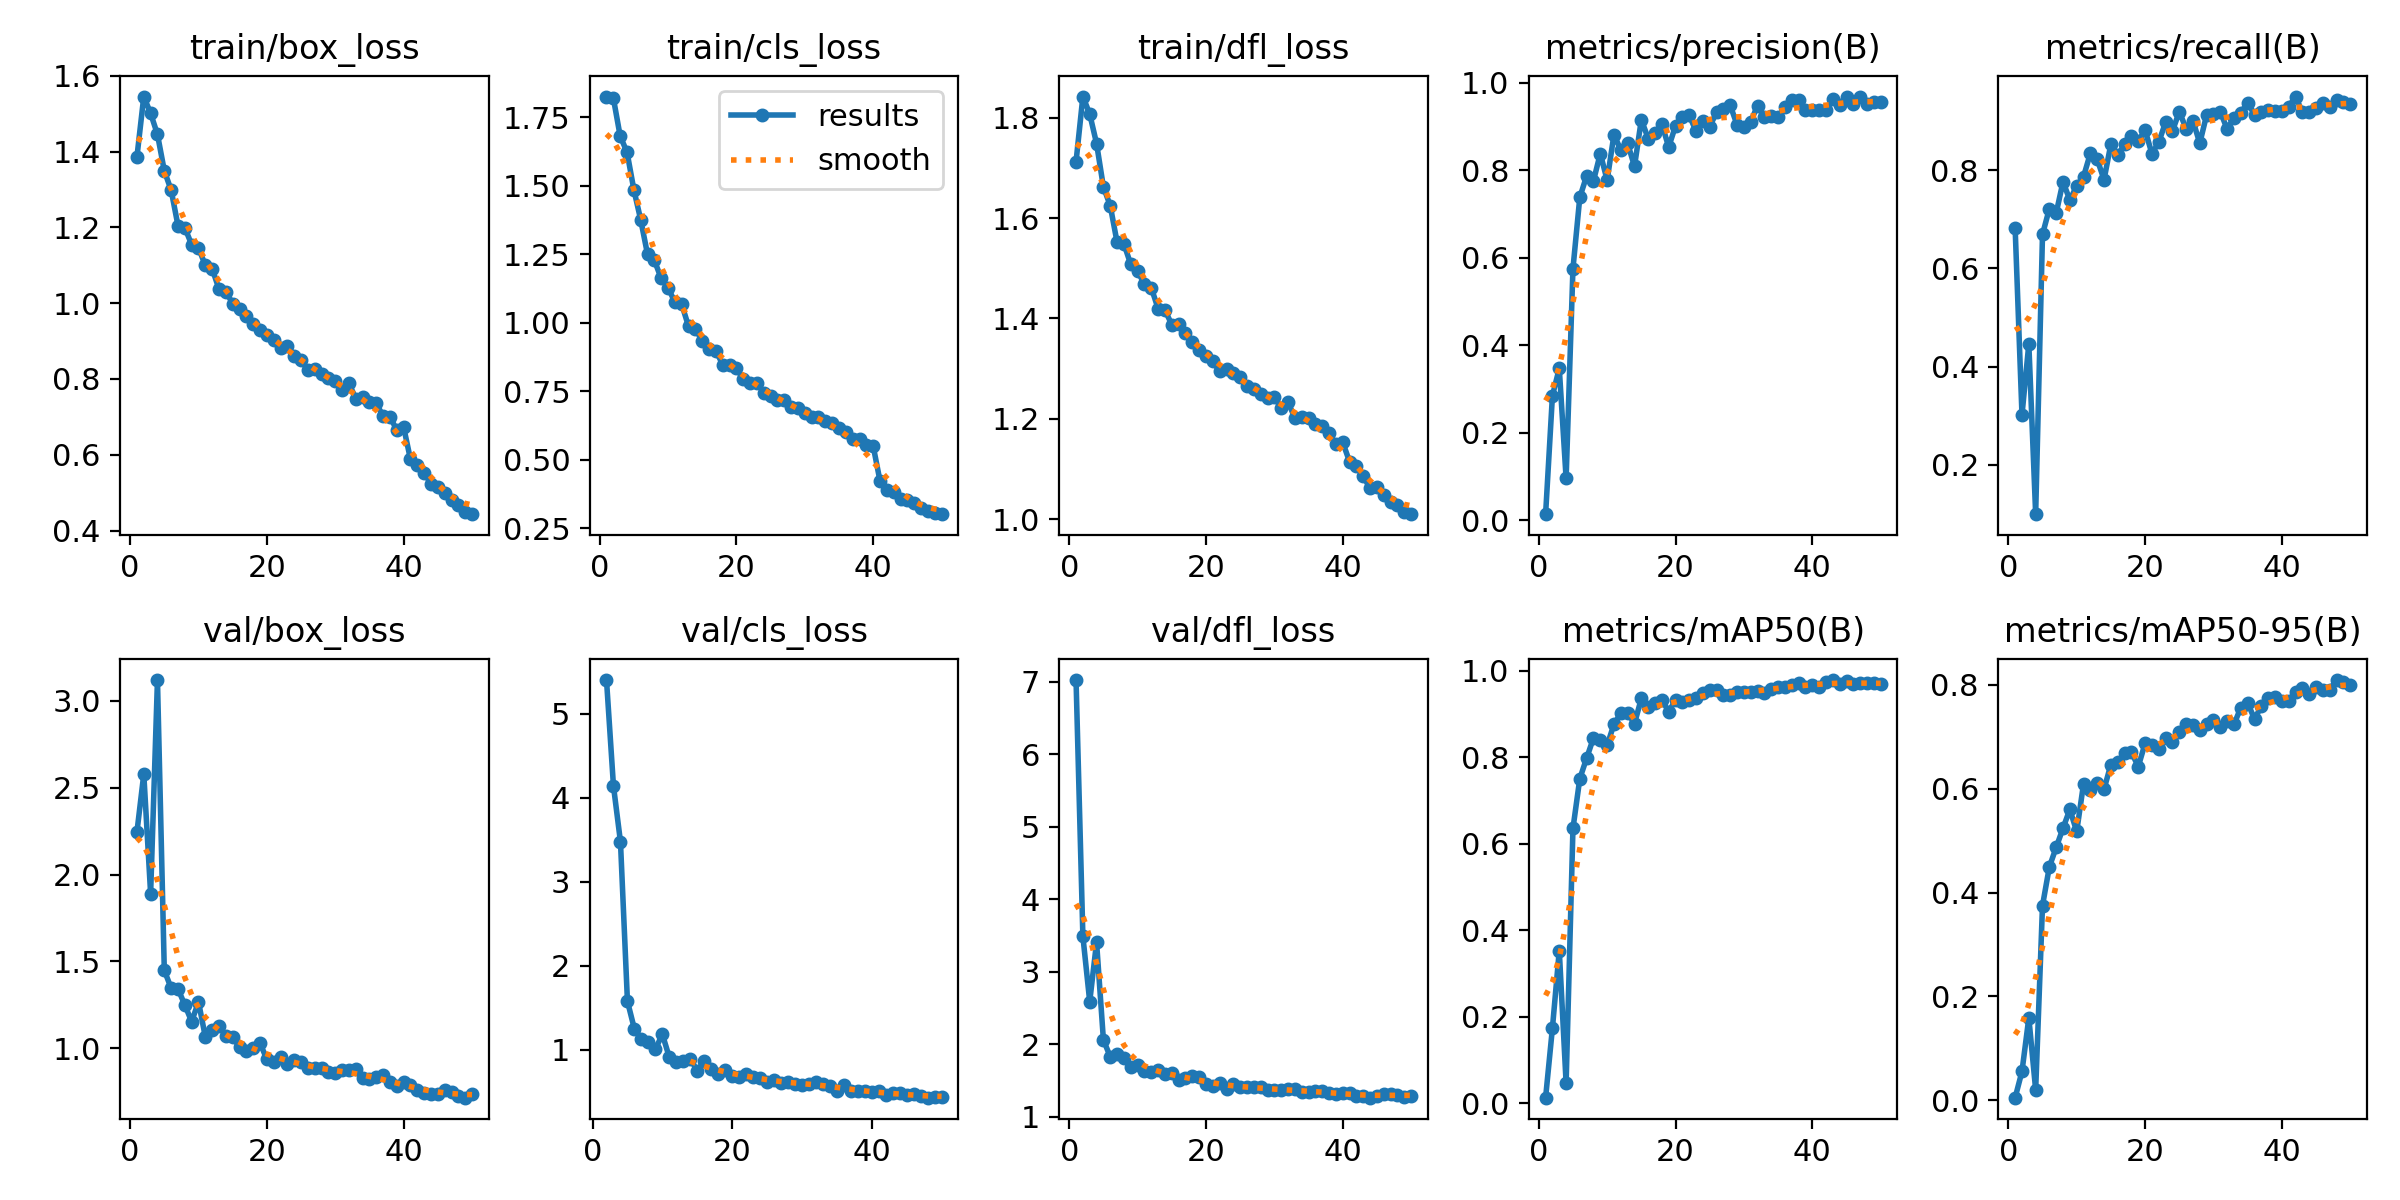 train/box_loss
train/cls_loss
train/dfl_loss
metrics/precision(B)
metrics/recall(B)
1.6
1.4
1.2
1.0
0.8
0.6
0.4
0 20 40
1.75
1.50
1.25
1.00
0.75
0.50
0.25
0 20 40
results
smooth
1.8
1.6
1.4
1.2
1.0
0 20 40
1.0
0.8
0.6
0.4
0.2
0.0
0 20 40
0.8
0.6
0.4
0.2
0 20 40
val/box_loss
val/cls_loss
val/dfl_loss
metrics/mAP50(B)
metrics/mAP50-95(B)
3.0
2.5
2.0
1.5
1.0
0 20 40
5
4
3
2
1
0 20 40
7
6
5
4
3
2
1
0 20 40
1.0
0.8
0.6
0.4
0.2
0.0
0 20 40
0.8
0.6
0.4
0.2
0.0
0 20 40